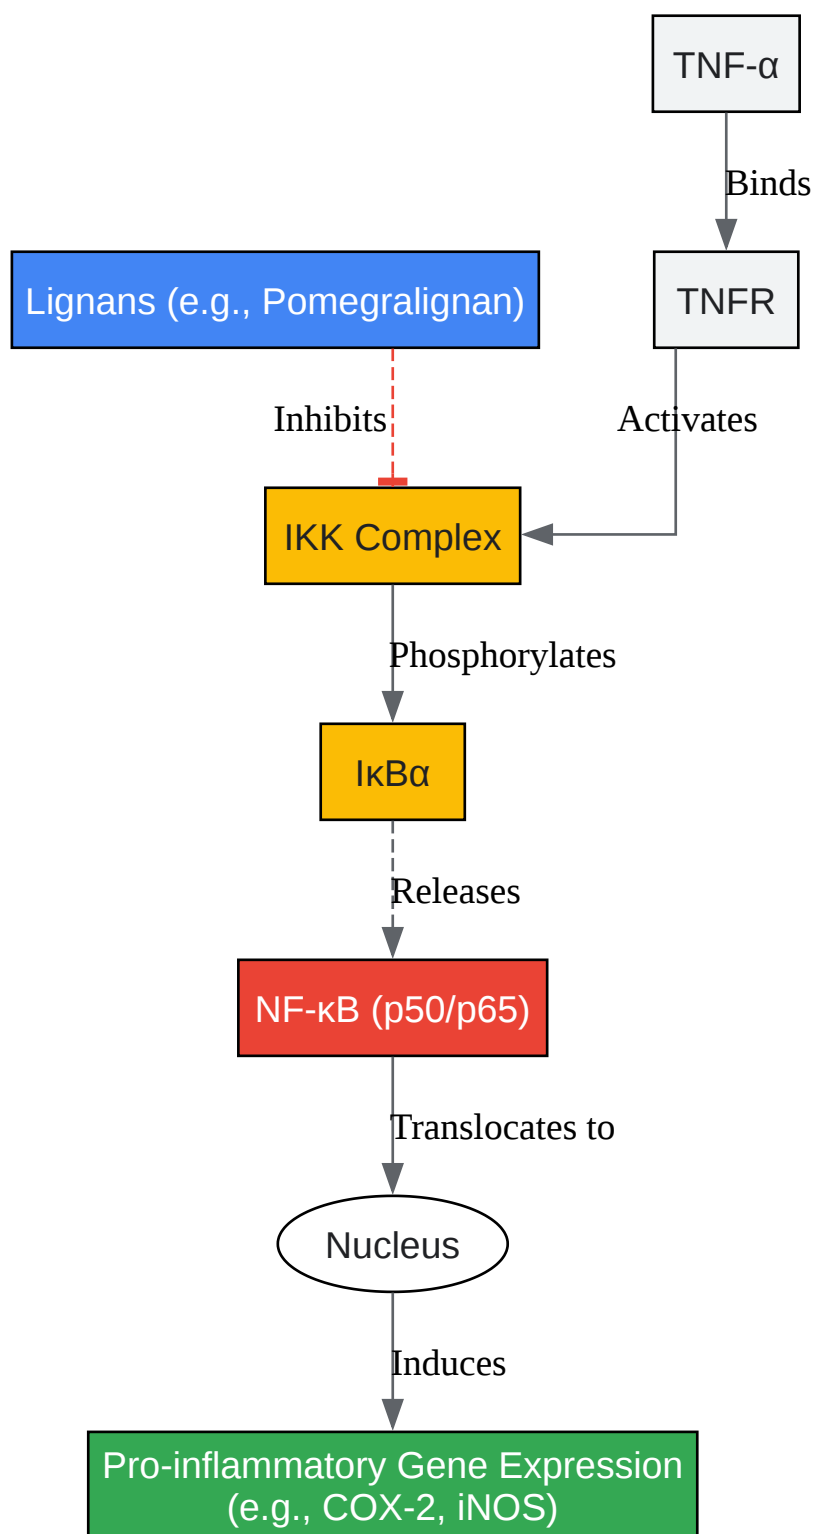 TNF-α
Binds
Lignans (e.g., Pomegralignan)
TNFR
Inhibits
Activates
IKK Complex
Phosphorylates
IκBα
Releases
NF-κB (p50/p65)
Translocates to
Nucleus
Induces
Pro-inflammatory Gene Expression
(e.g., COX-2, iNOS)